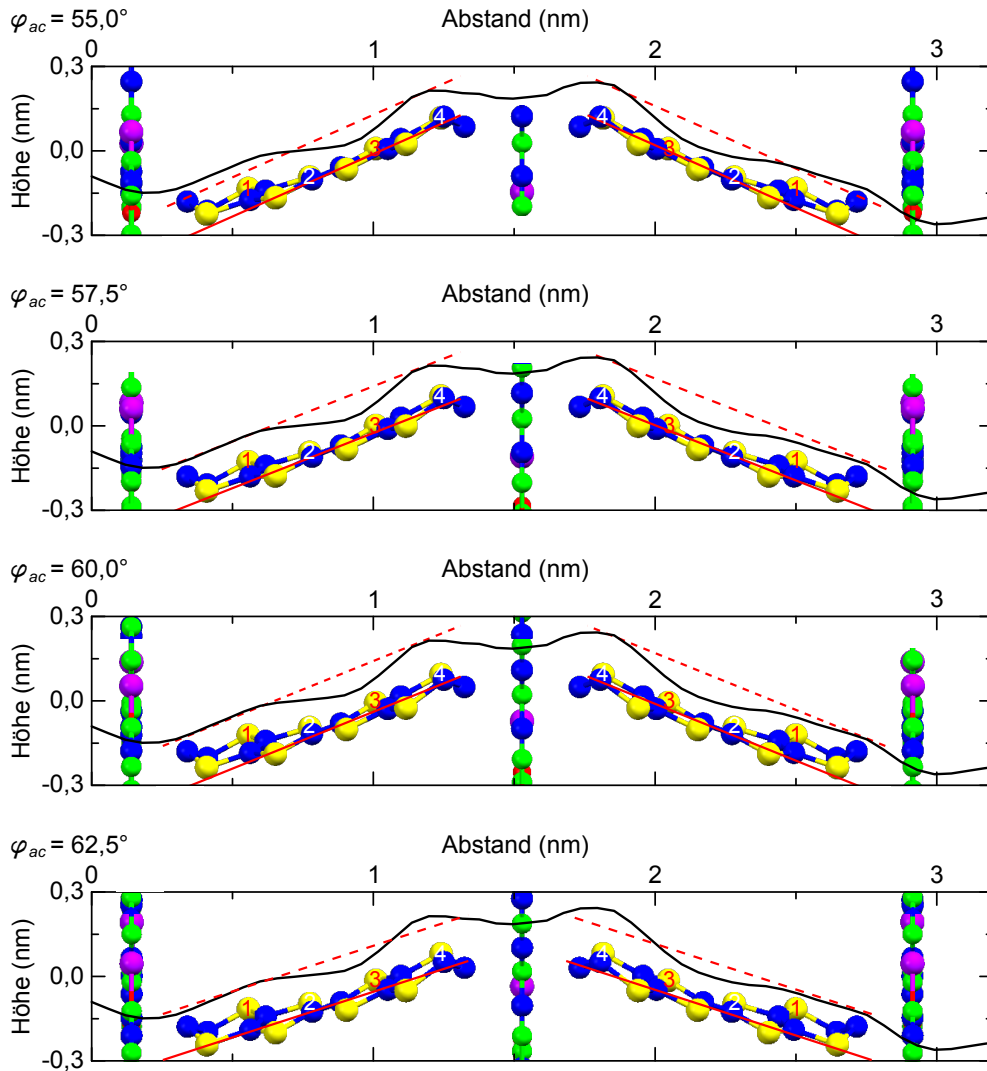 φac = 55,0°
Abstand (nm)
0 1 2 3
Höhe (nm)
0,3
0,0
-0,3
1 2 3 4 4 3 2 1
φac = 57,5°
Abstand (nm)
0 1 2 3
Höhe (nm)
0,3
0,0
-0,3
1 2 3 4 4 3 2 1
φac = 60,0°
Abstand (nm)
0 1 2 3
Höhe (nm)
0,3
0,0
-0,3
1 2 3 4 4 3 2 1
φac = 62,5°
Abstand (nm)
0 1 2 3
Höhe (nm)
0,3
0,0
-0,3
1 2 3 4 4 3 2 1